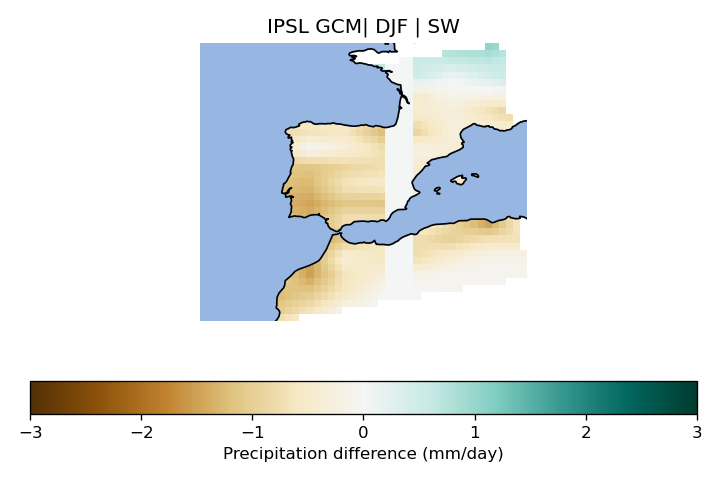 IPSL GCM| DJF | SW
−3 −2 −1 0 1 2 3
Precipitation difference (mm/day)